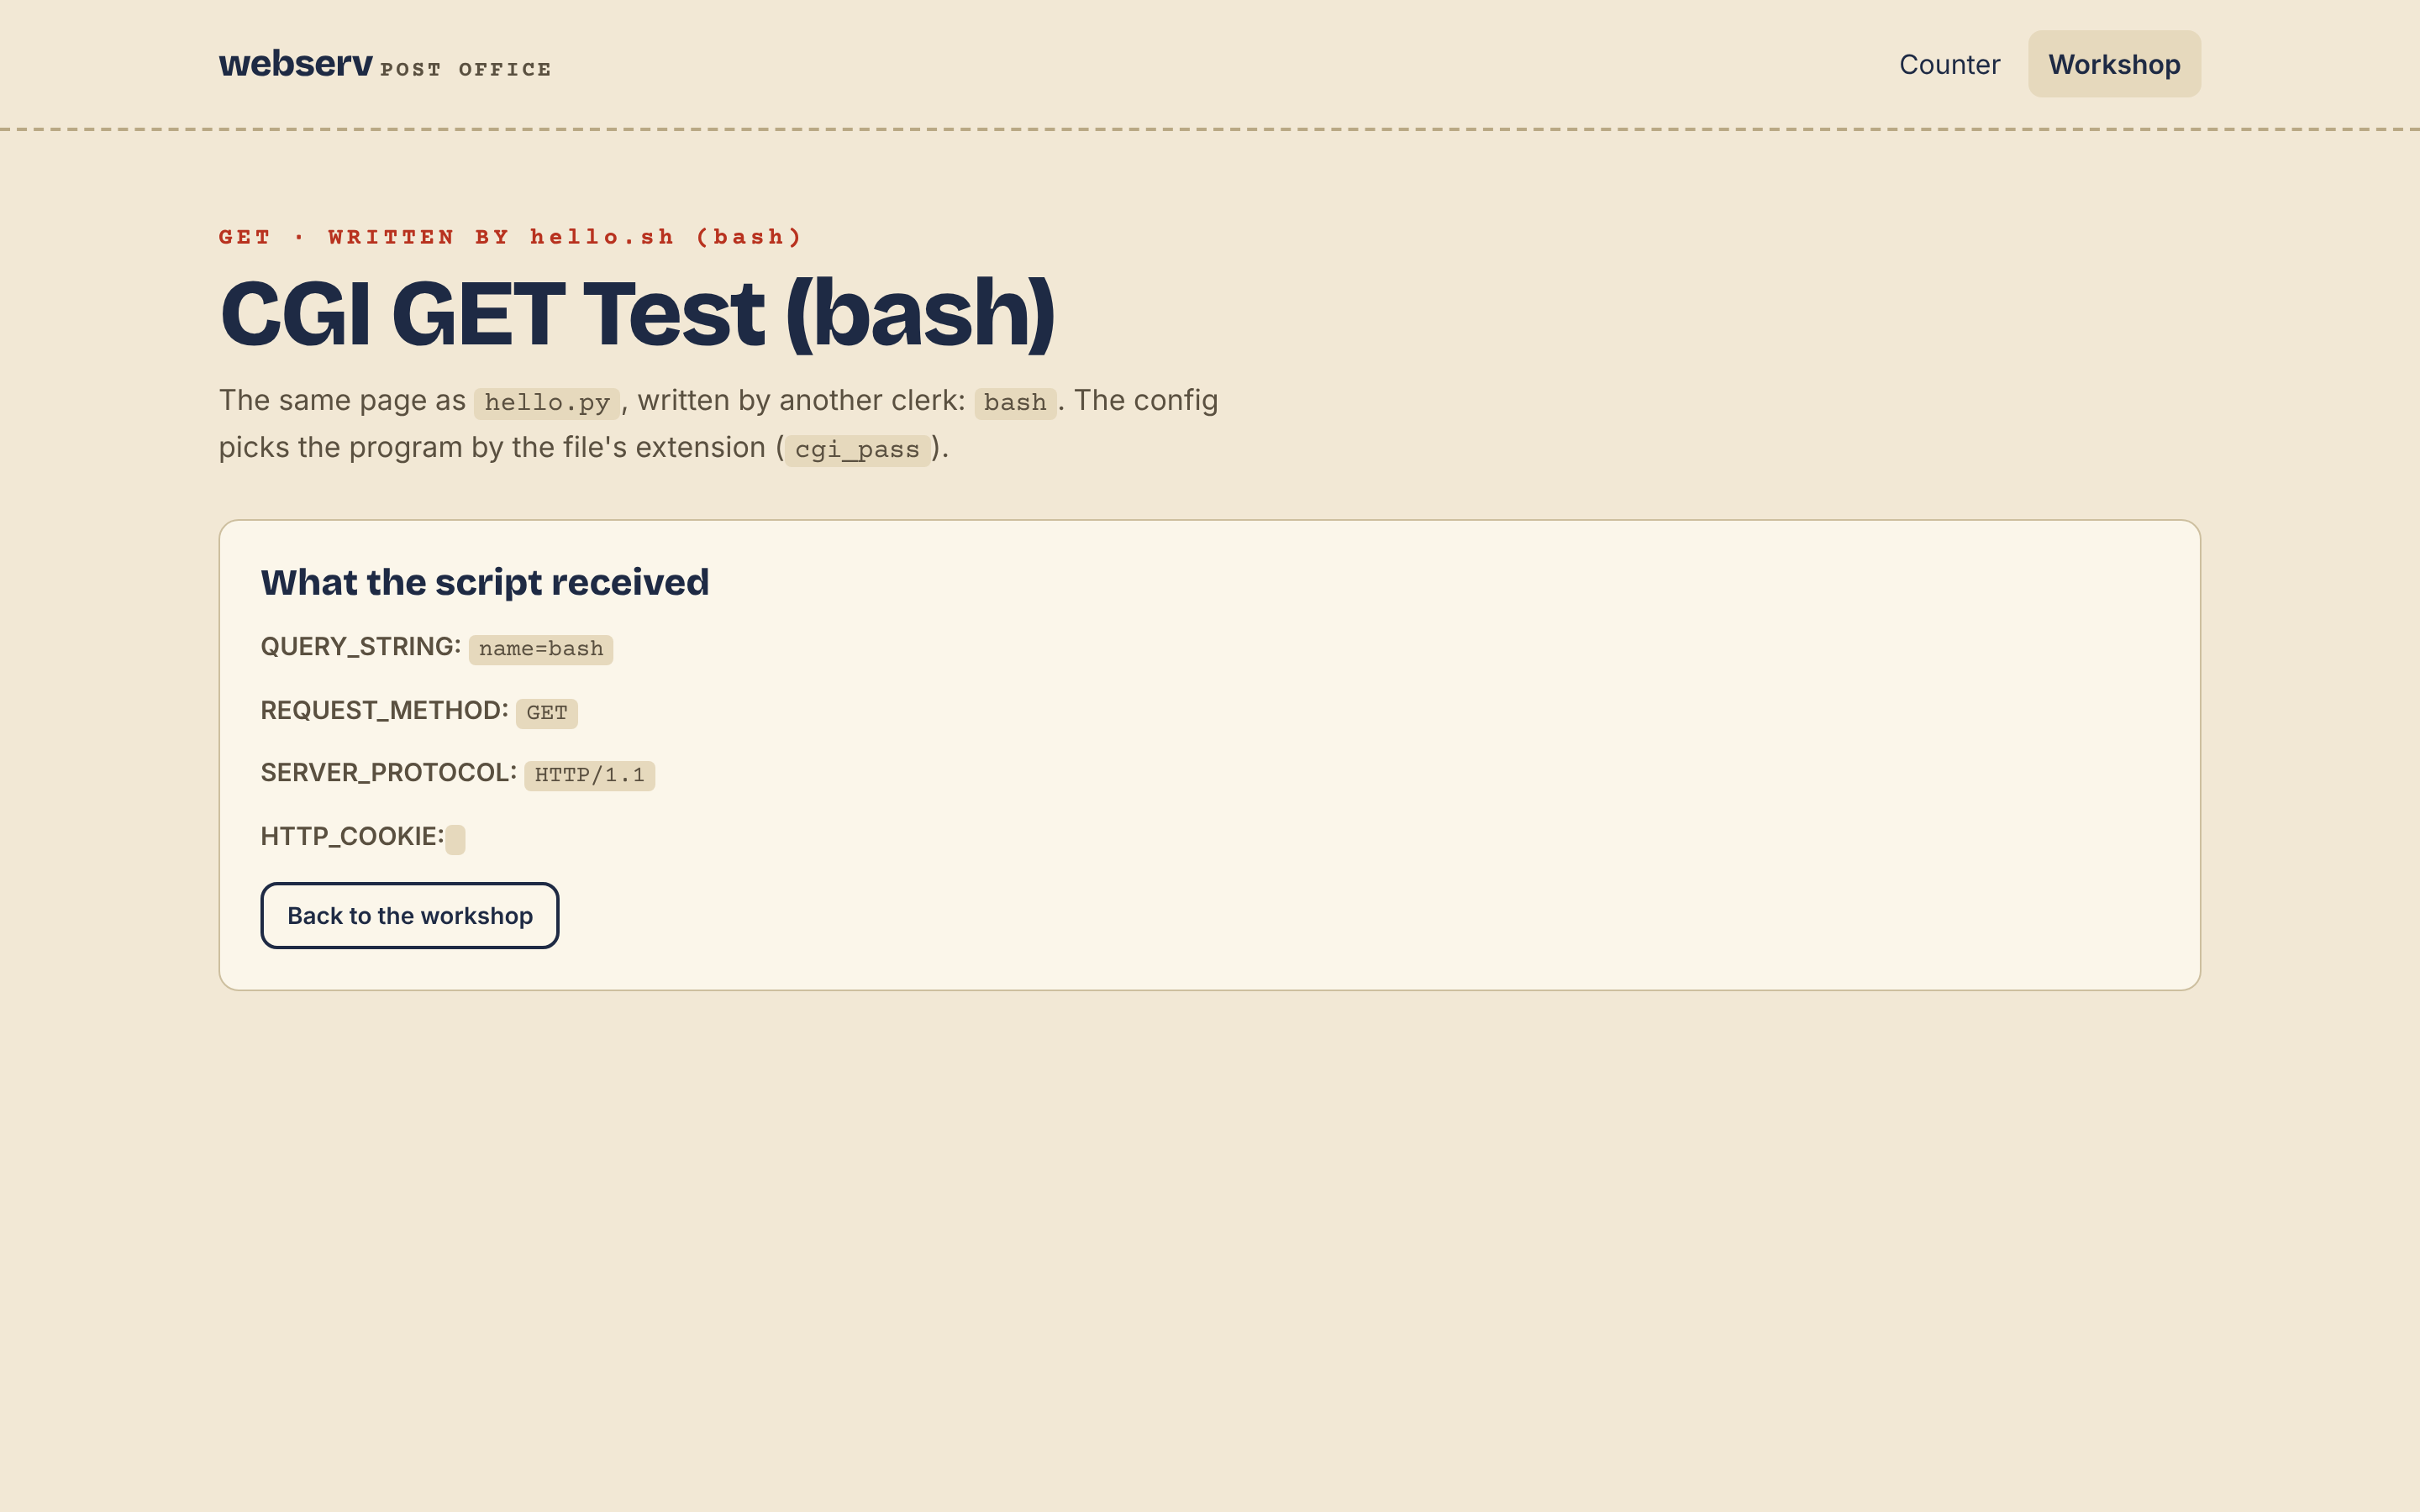 webserv POST OFFICE
Counter
Workshop
GET · WRITTEN BY hello.sh (bash)
CGI GET Test (bash)
The same page as hello.py, written by another clerk: bash. The config
picks the program by the file's extension (cgi_pass).
What the script received
QUERY_STRING: name=bash
REQUEST_METHOD: GET
SERVER_PROTOCOL: HTTP/1.1
HTTP_COOKIE:
Back to the workshop